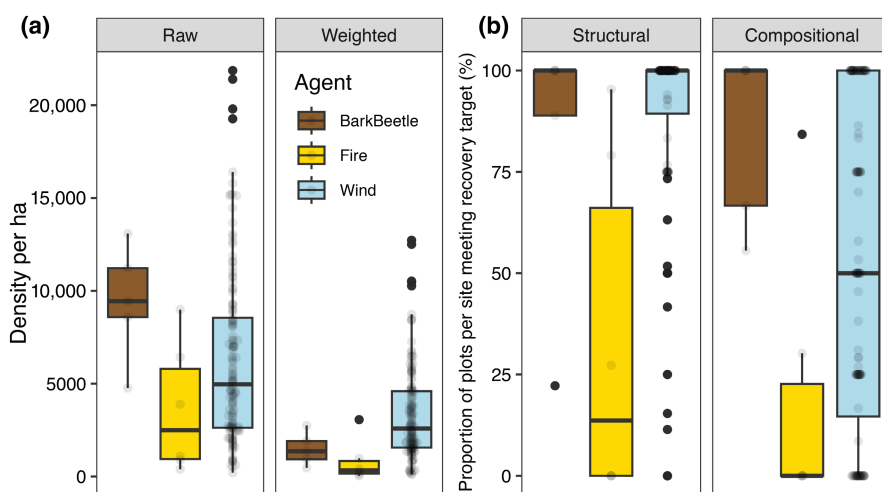 (a)
Raw
Weighted
Density per ha
20,000
15,000
10,000
5000
0
Agent
BarkBeetle
Fire
Wind
(b)
Structural
Compositional
Proportion of plots per site meeting recovery target (%)
100
75
50
25
0